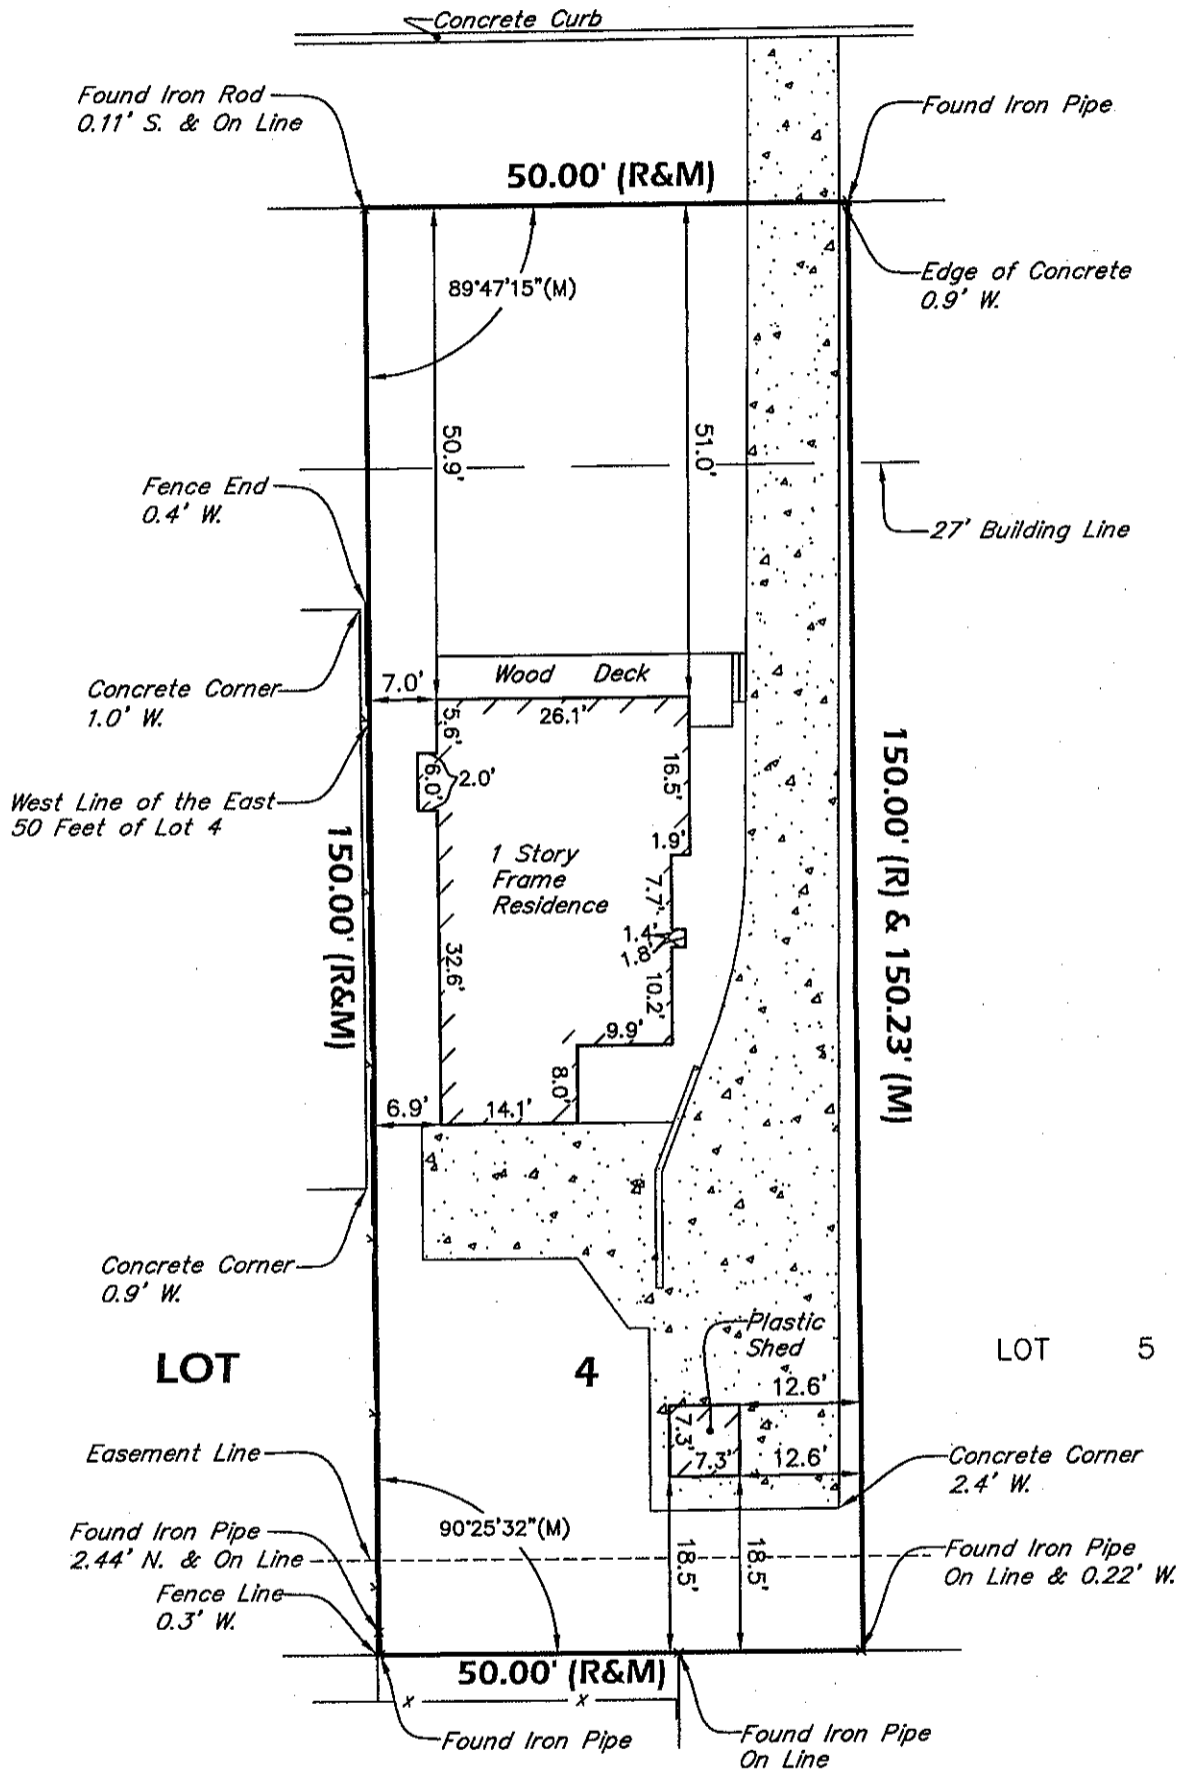 Concrete Curb
Found Iron Rod
0.11' S. & On Line
Found Iron Pipe
50.00' (R&M)
89°47'15"(M)
Edge of Concrete
0.9' W.
50.9'
51.0'
Fence End
0.4' W.
27' Building Line
Concrete Corner
1.0' W.
7.0'
Wood Deck
26.1'
5.6'
6.0'
2.0'
16.5'
1.9'
West Line of the East
50 Feet of Lot 4
150.00' (R&M)
1 Story
Frame
Residence
7.7'
1.4'
1.8'
32.6'
10.2'
9.9'
8.0'
150.00' (R) & 150.23' (M)
6.9'
14.1'
Concrete Corner
0.9' W.
Plastic
Shed
LOT 4
LOT 5
12.6'
7.3'
7.3'
12.6'
Easement Line
Concrete Corner
2.4' W.
90°25'32"(M)
Found Iron Pipe
2.44' N. & On Line
18.5'
18.5'
Found Iron Pipe
On Line & 0.22' W.
Fence Line
0.3' W.
50.00' (R&M)
x x
Found Iron Pipe
Found Iron Pipe
On Line